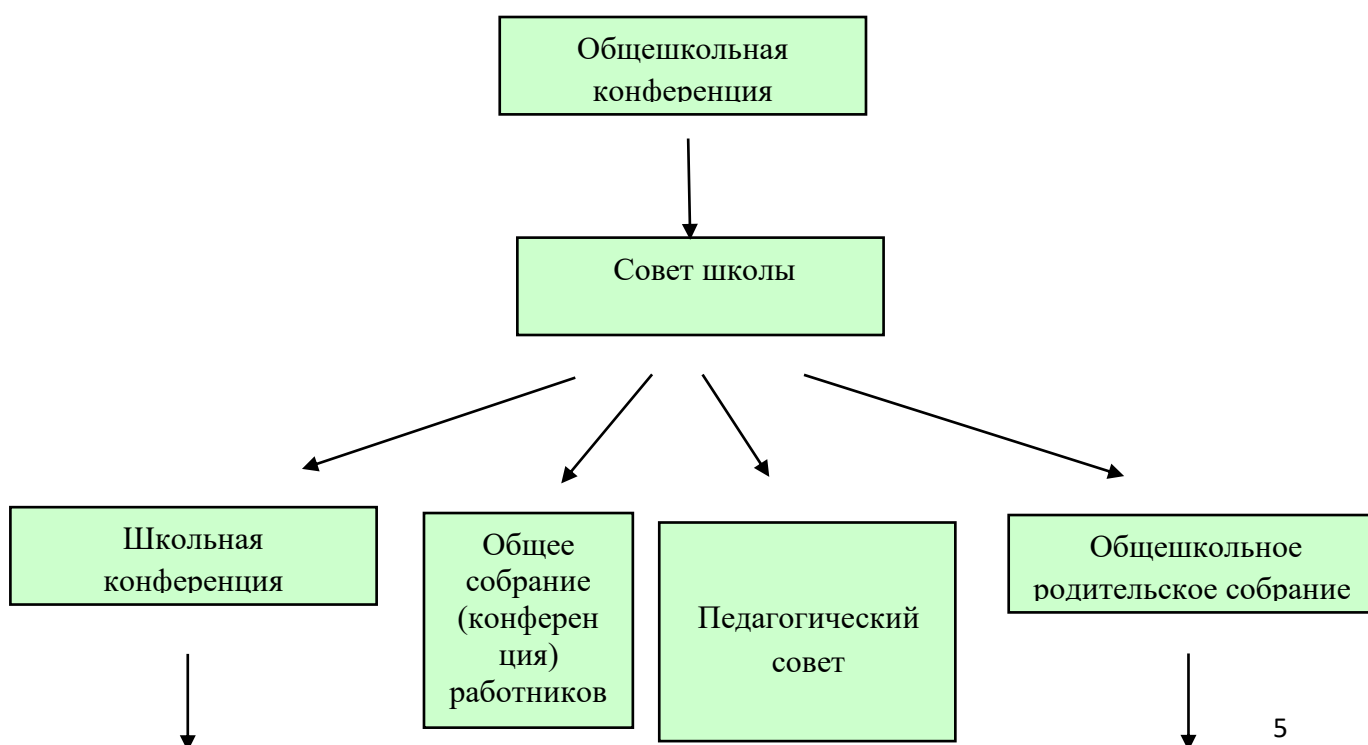 Общешкольная
конференция
Совет школы
Школьная
конференция
Общее
собрание
(конферен
ция)
работников
Педагогический
совет
Общешкольное
родительское собрание
5